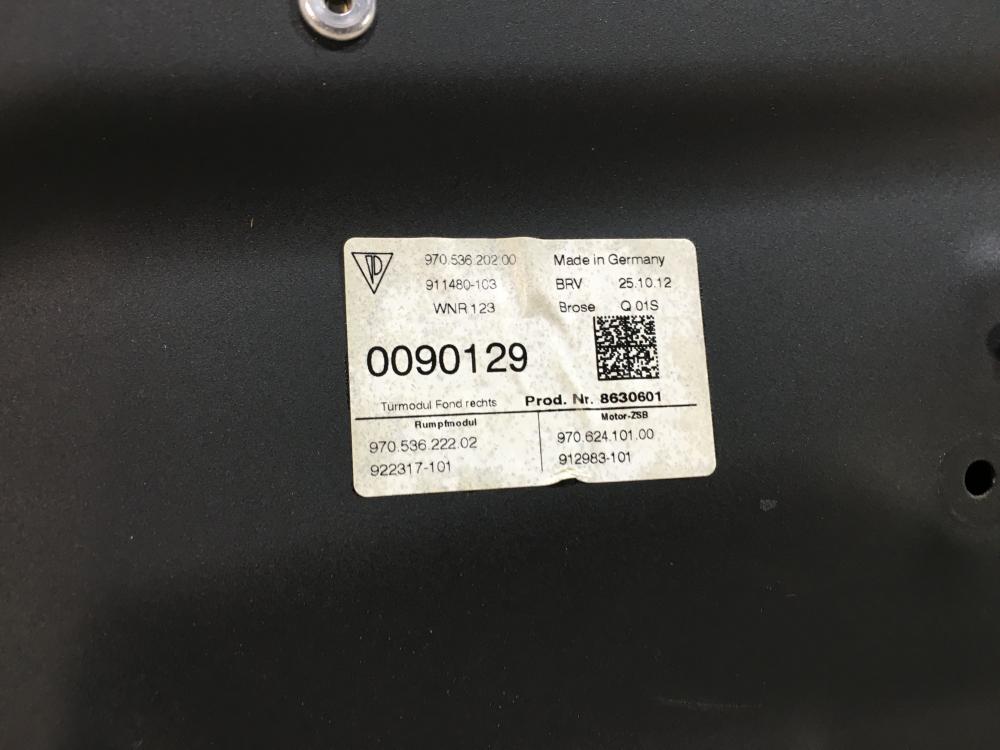 970.536.202.00 Made in Germany
911480-103 BRV 25.10.12
WNR 123 Brose Q 01S
0090129
Türmodul Fond rechts Prod. Nr. 8630601
Rumpfmodul Motor-ZSB
970.536.222.02 970.624.101.00
922317-101 912983-101